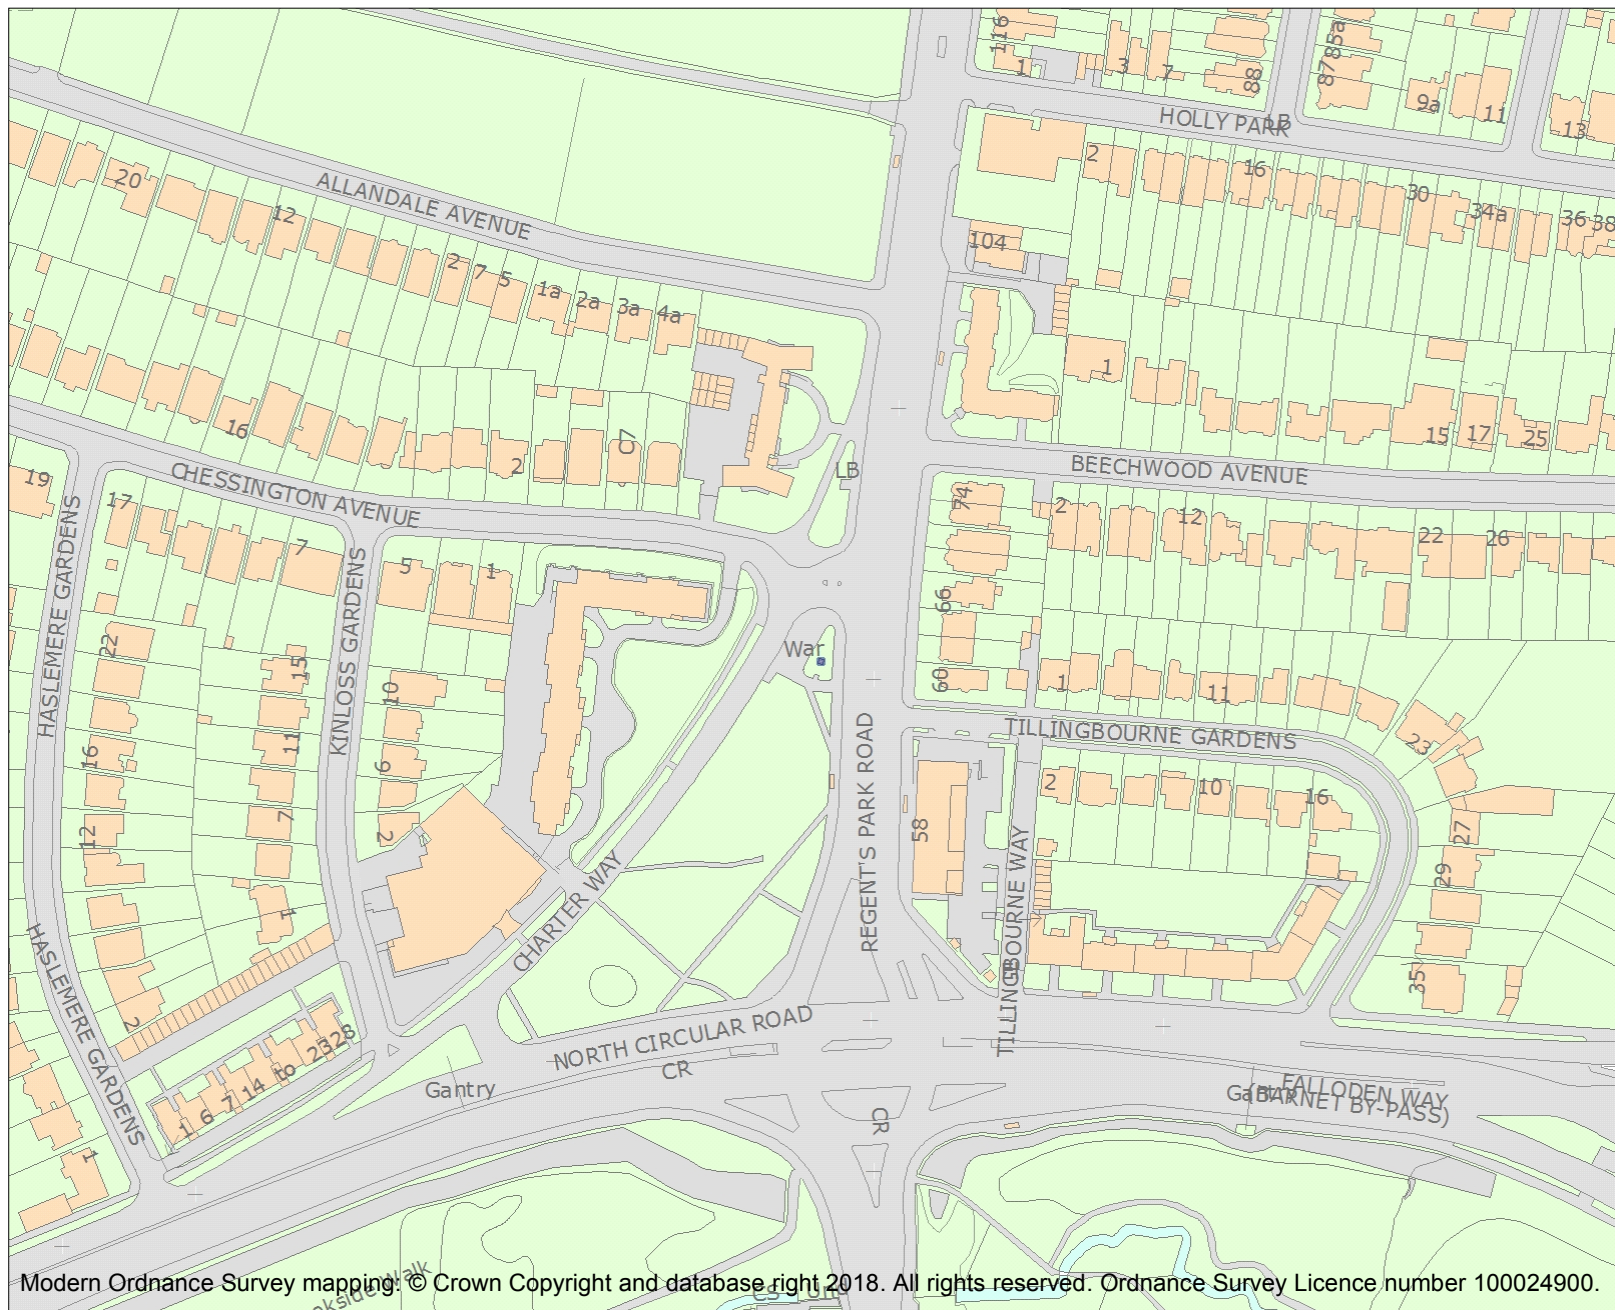 116
1
3
7
88
87
85a
9a
11
13
HOLLY PARK
LB
2
16
30
34a
36
38
20
ALLANDALE AVENUE
12
104
2
7
5
1a
2a
3a
4a
1
16
2
C7
LB
15
17
25
19
CHESSINGTON AVENUE
BEECHWOOD AVENUE
17
7
74
2
12
22
26
HASLEMERE GARDENS
KINLOSS GARDENS
5
1
66
22
15
War
60
1
11
10
16
11
6
REGENT'S PARK ROAD
TILLINGBOURNE GARDENS
23
2
10
16
12
7
2
58
27
29
CHARTER WAY
TILLINGBOURNE WAY
1
HASLEMERE GARDENS
35
2
NORTH CIRCULAR ROAD
CR
1 6 7 14 to 23 28
Gantry
CR
FALLODEN WAY
(BARNET BY-PASS)
1
Modern Ordnance Survey mapping: © Crown Copyright and database right 2018. All rights reserved. Ordnance Survey Licence number 100024900.